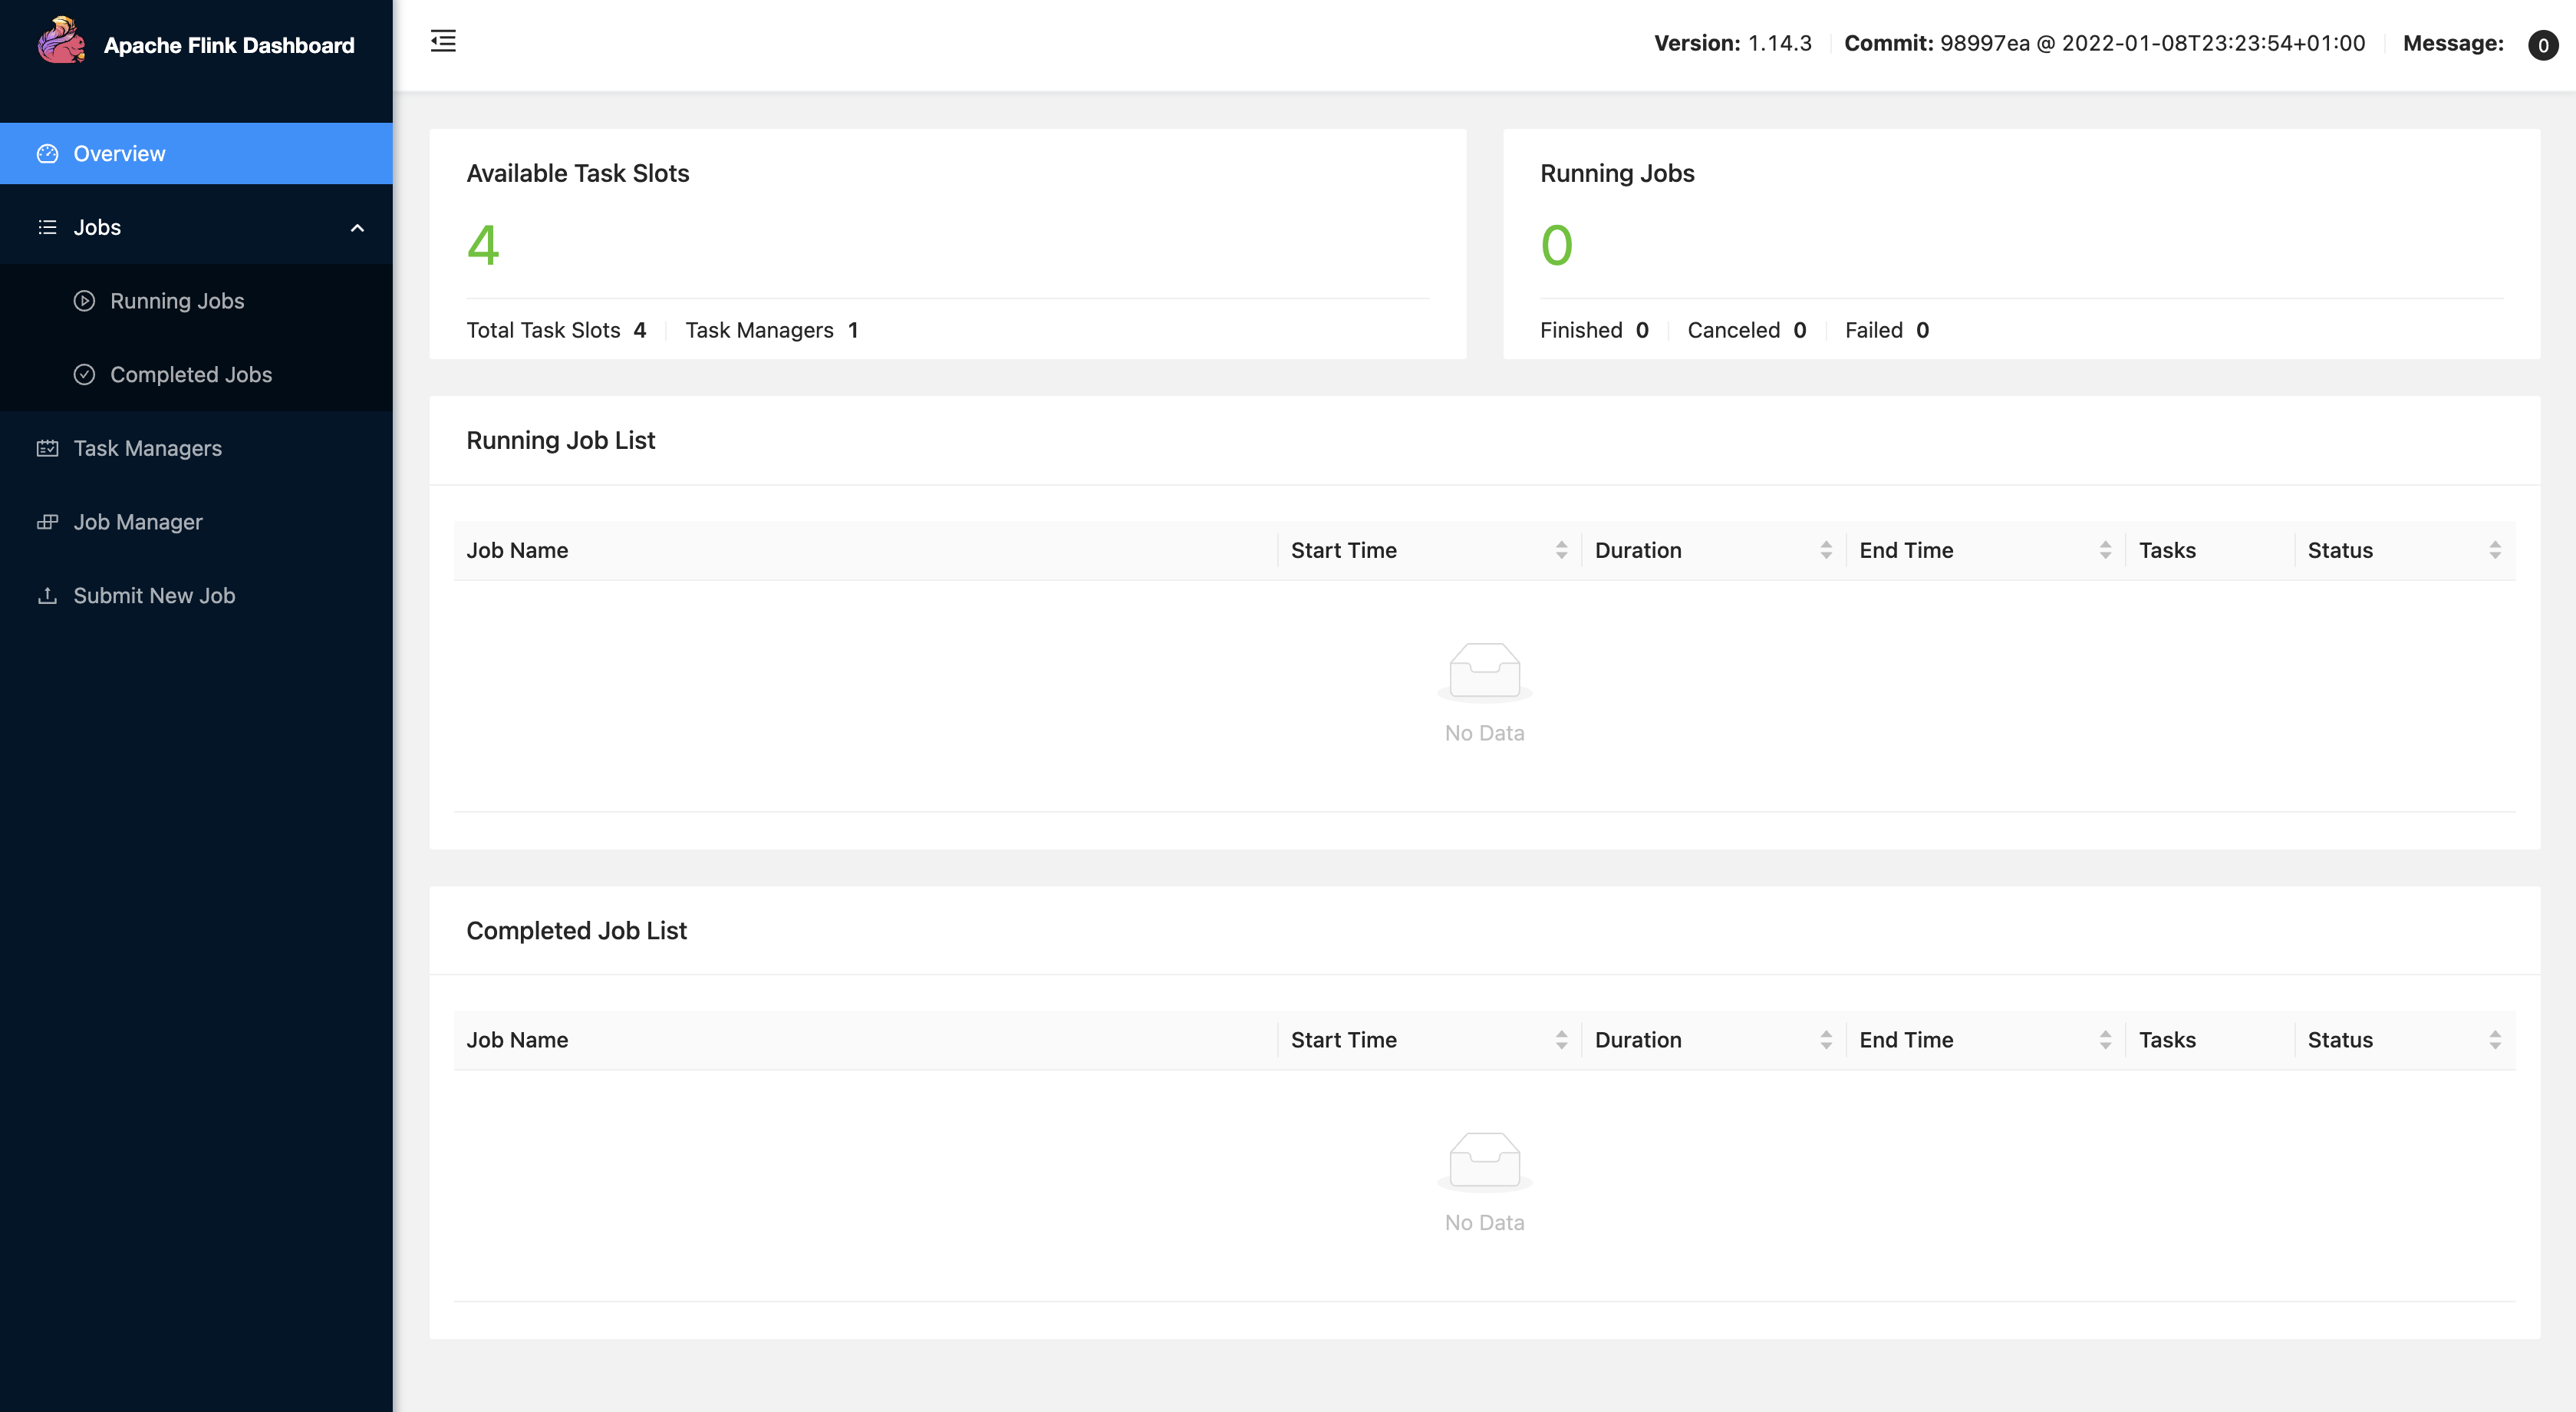 Apache Flink Dashboard
Version: 1.14.3 Commit: 98997ea @ 2022-01-08T23:23:54+01:00 Message: 0
Overview
Jobs
Running Jobs
Completed Jobs
Task Managers
Job Manager
Submit New Job
Available Task Slots
4
Total Task Slots 4 Task Managers 1
Running Jobs
0
Finished 0 Canceled 0 Failed 0
Running Job List
Job Name Start Time Duration End Time Tasks Status
No Data
Completed Job List
Job Name Start Time Duration End Time Tasks Status
No Data